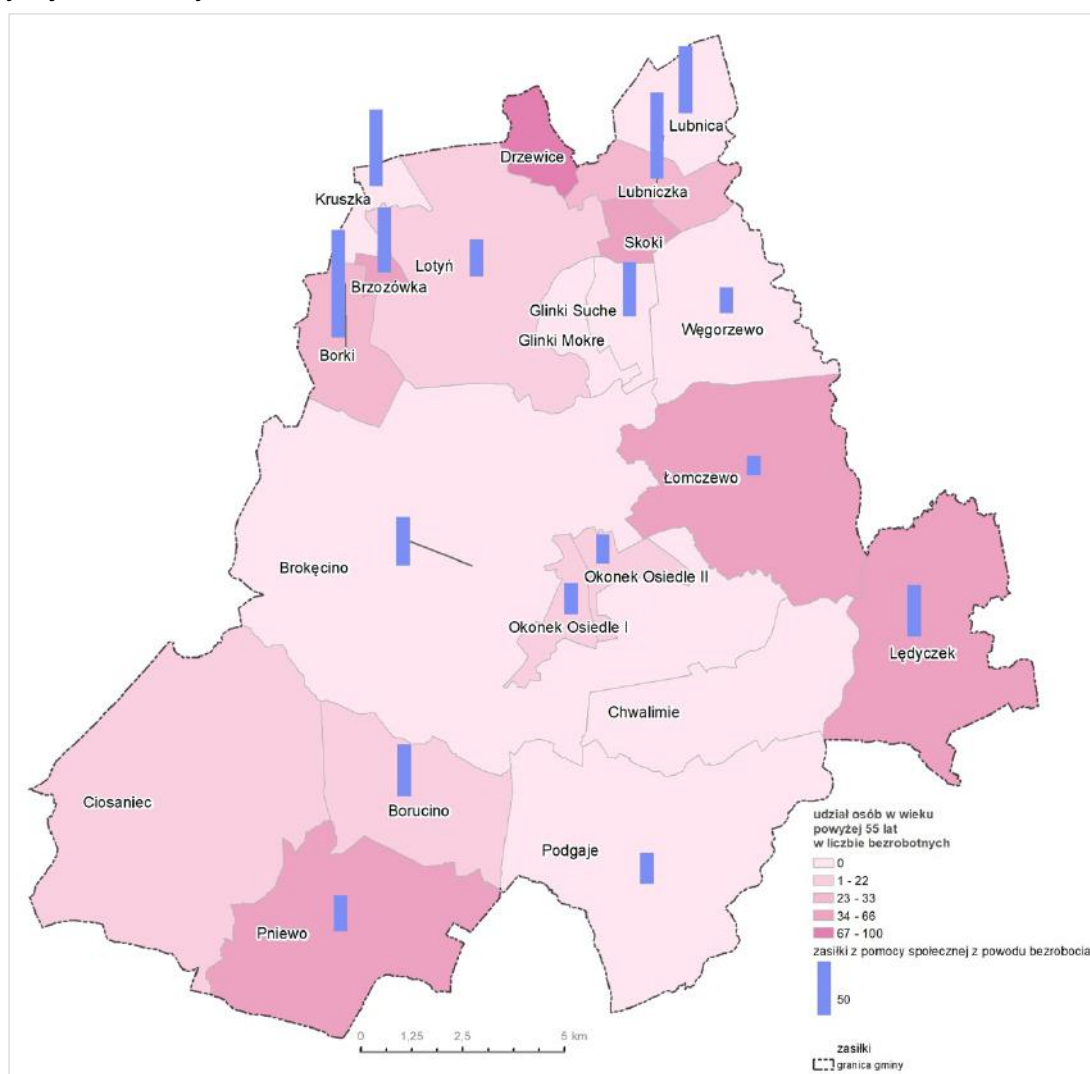 Lubnica
Drzewice
Lubniczka
Kruszka
Skoki
Lotyń
Brzozówka
Glinki Suche
Węgorzewo
Glinki Mokre
Borki
Łomczewo
Brokęcino
Okonek Osiedle II
Okonek Osiedle I
Lędyczek
Chwalimie
Ciosaniec
Borucino
Podgaje
Pniewo
udział osób w wieku
powyżej 55 lat
w liczbie bezrobotnych
0
1 - 22
23 - 33
34 - 66
67 - 100
zasiłki z pomocy społecznej z powodu bezrobocia
50
zasiłki
granica gminy
0 1,25 2,5 5 km